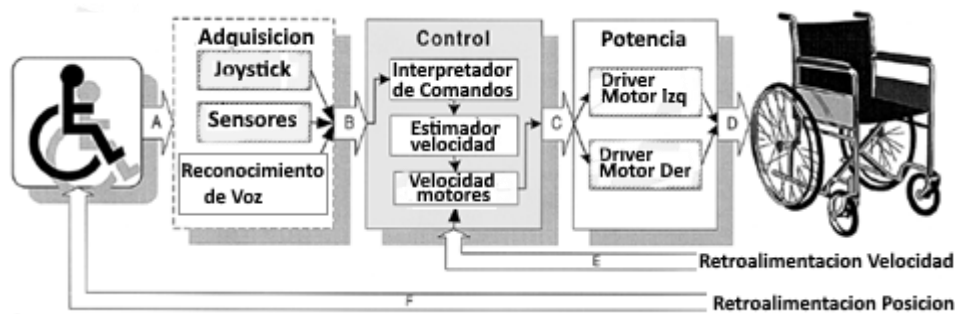 Adquisicion
Joystick
Sensores
Reconocimiento
de Voz
Control
Interpretador
de Comandos
Estimador
velocidad
Velocidad
motores
Potencia
Driver
Motor Izq
Driver
Motor Der
A
B
C
D
E
Retroalimentacion Velocidad
F
Retroalimentacion Posicion